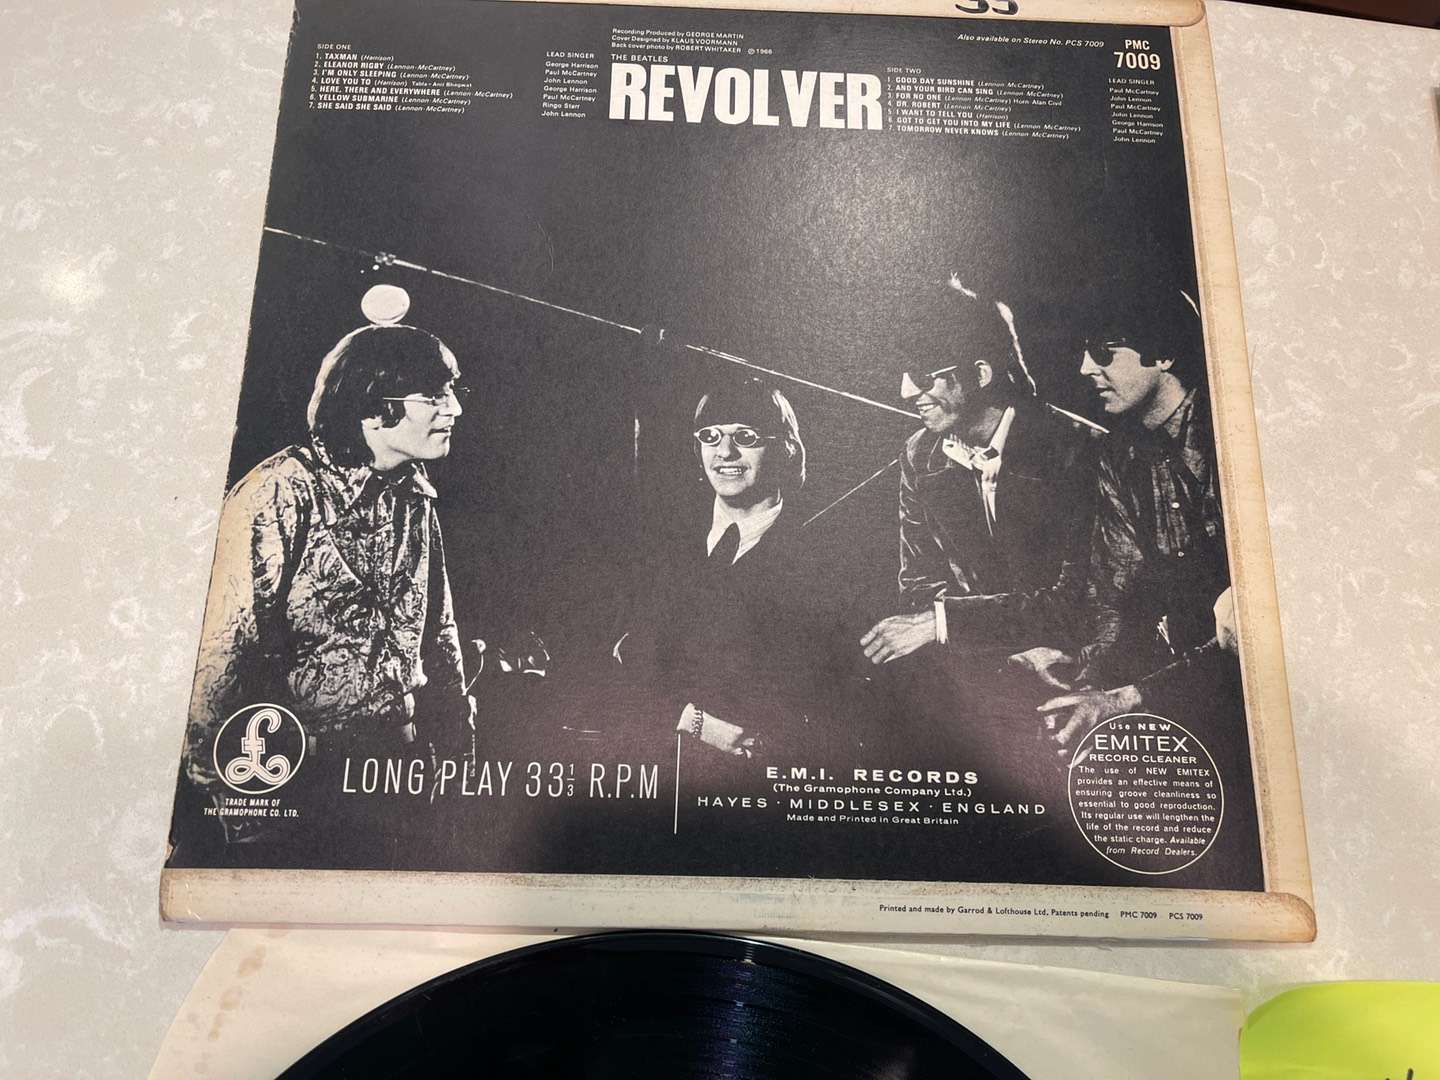 33
Recording Produced by GEORGE MARTIN
Cover Designed by KLAUS VOORMANN
Back cover photo by ROBERT WHITAKER ℗ 1966
THE BEATLES
REVOLVER
Also available on Stereo No. PCS 7009
PMC
7009
SIDE ONE
LEAD SINGER
1. TAXMAN (Harrison) George Harrison
2. ELEANOR RIGBY (Lennon-McCartney) Paul McCartney
3. I'M ONLY SLEEPING (Lennon-McCartney) John Lennon
4. LOVE YOU TO (Harrison) Tabla - Anil Bhagwat George Harrison
5. HERE, THERE AND EVERYWHERE (Lennon-McCartney) Paul McCartney
6. YELLOW SUBMARINE (Lennon-McCartney) Ringo Starr
7. SHE SAID SHE SAID (Lennon-McCartney) John Lennon
SIDE TWO
LEAD SINGER
1. GOOD DAY SUNSHINE (Lennon-McCartney) Paul McCartney
2. AND YOUR BIRD CAN SING (Lennon-McCartney) John Lennon
3. FOR NO ONE (Lennon-McCartney) Horn-Alan Civil Paul McCartney
4. DR. ROBERT (Lennon-McCartney) John Lennon
5. I WANT TO TELL YOU (Harrison) George Harrison
6. GOT TO GET YOU INTO MY LIFE (Lennon-McCartney) Paul McCartney
7. TOMORROW NEVER KNOWS (Lennon-McCartney) John Lennon
£
TRADE MARK OF
THE GRAMOPHONE CO. LTD.
LONG PLAY 33⅓ R.P.M
E.M.I. RECORDS
(The Gramophone Company Ltd.)
HAYES · MIDDLESEX · ENGLAND
Made and Printed in Great Britain
Use NEW
EMITEX
RECORD CLEANER
The use of NEW EMITEX
provides an effective means of
ensuring groove cleanliness so
essential to good reproduction.
Its regular use will lengthen the
life of the record and reduce
the static charge. Available
from Record Dealers.
Printed and made by Garrod & Lofthouse Ltd. Patents pending PMC 7009 PCS 7009